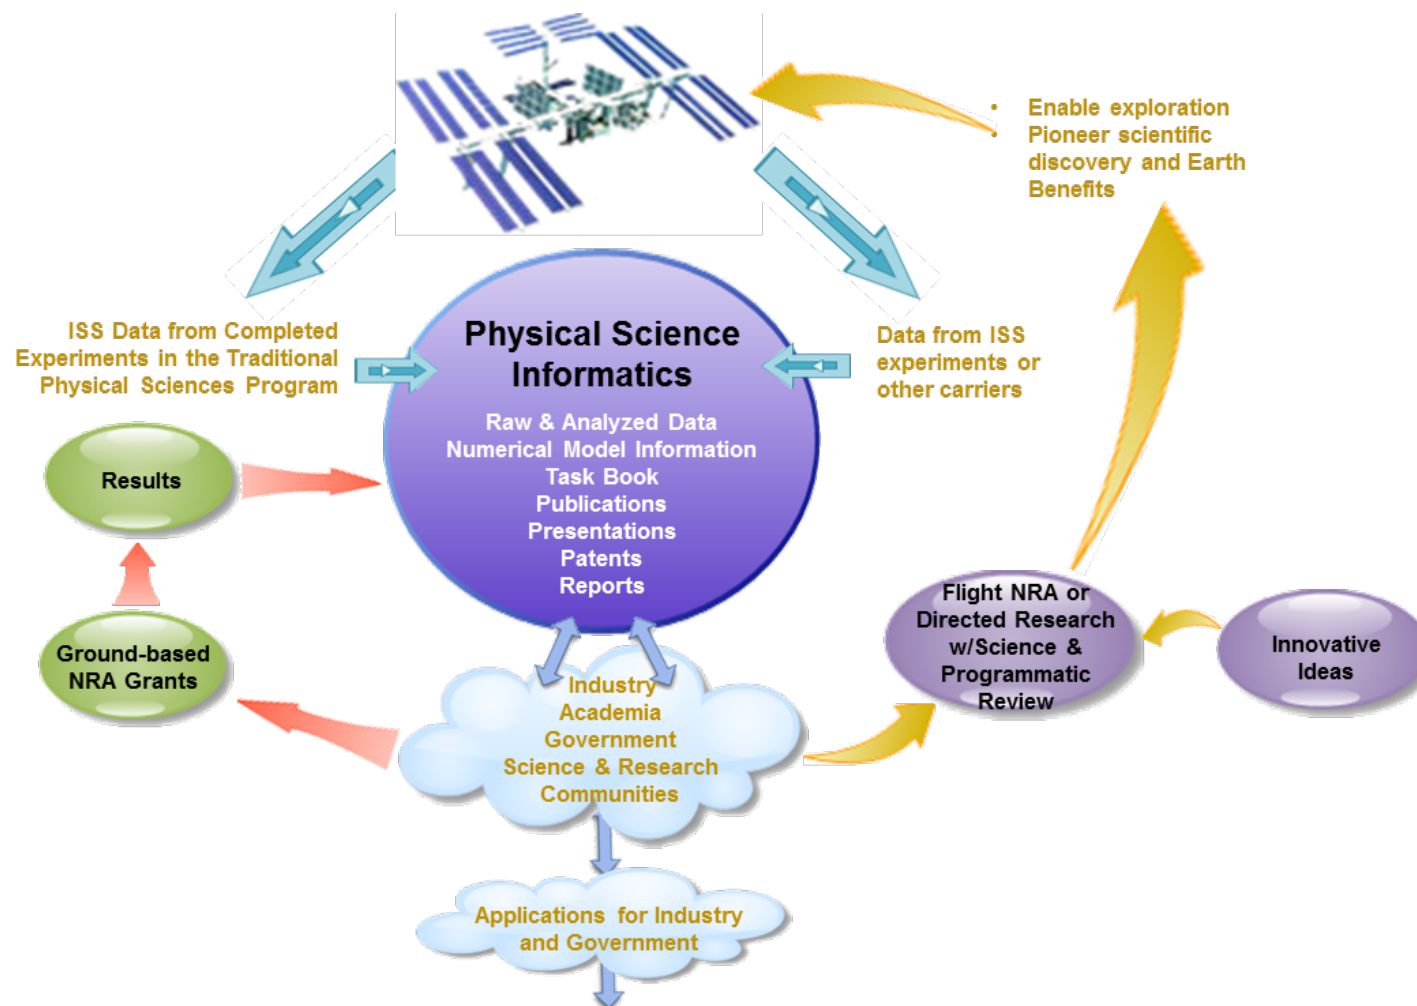 • Enable exploration
• Pioneer scientific
discovery and Earth
Benefits
ISS Data from Completed
Experiments in the Traditional
Physical Sciences Program
Physical Science
Informatics
Raw & Analyzed Data
Numerical Model Information
Task Book
Publications
Presentations
Patents
Reports
Data from ISS
experiments or
other carriers
Results
Ground-based
NRA Grants
Industry
Academia
Government
Science & Research
Communities
Flight NRA or
Directed Research
w/Science &
Programmatic
Review
Innovative
Ideas
Applications for Industry
and Government